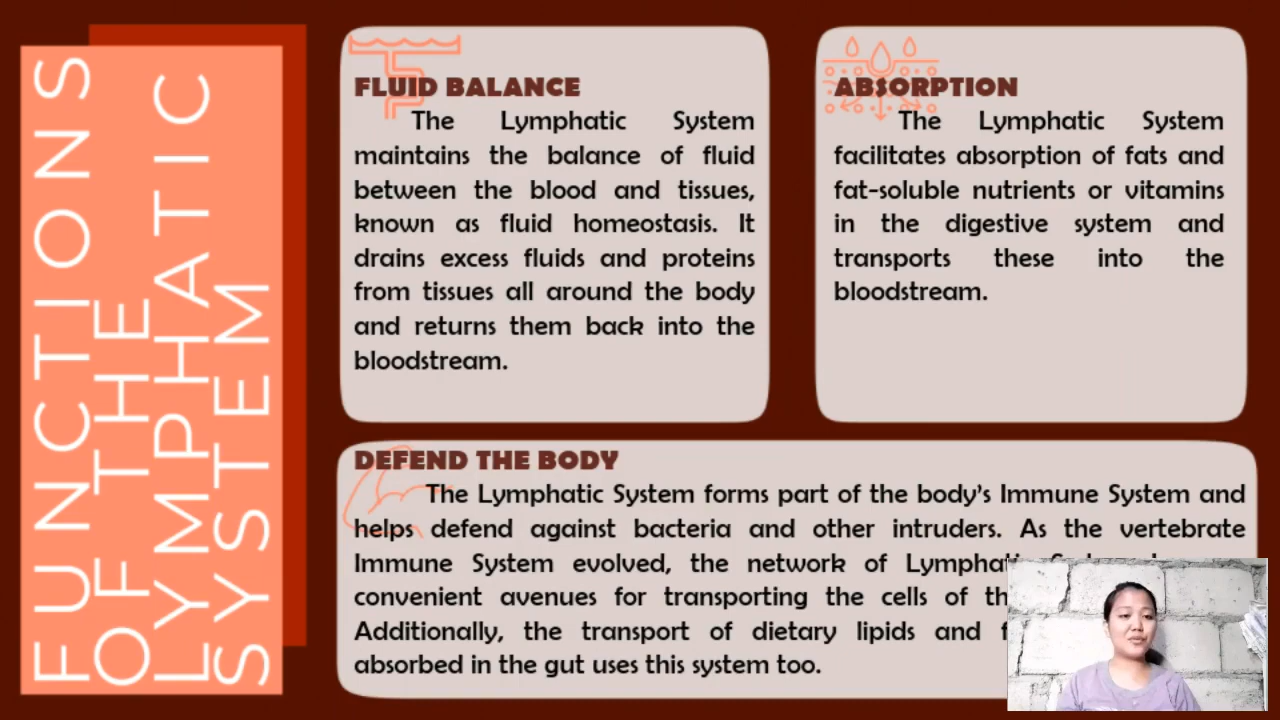 FUNCTIONS
OF THE
LYMPHATIC
SYSTEM
FLUID BALANCE
The Lymphatic System
maintains the balance of fluid
between the blood and tissues,
known as fluid homeostasis. It
drains excess fluids and proteins
from tissues all around the body
and returns them back into the
bloodstream.
ABSORPTION
The Lymphatic System
facilitates absorption of fats and
fat-soluble nutrients or vitamins
in the digestive system and
transports these into the
bloodstream.
DEFEND THE BODY
The Lymphatic System forms part of the body's Immune System and
helps defend against bacteria and other intruders. As the vertebrate
Immune System evolved, the network of
convenient avenues for transporting the cells of
Additionally, the transport of dietary lipids and
absorbed in the gut uses this system too.